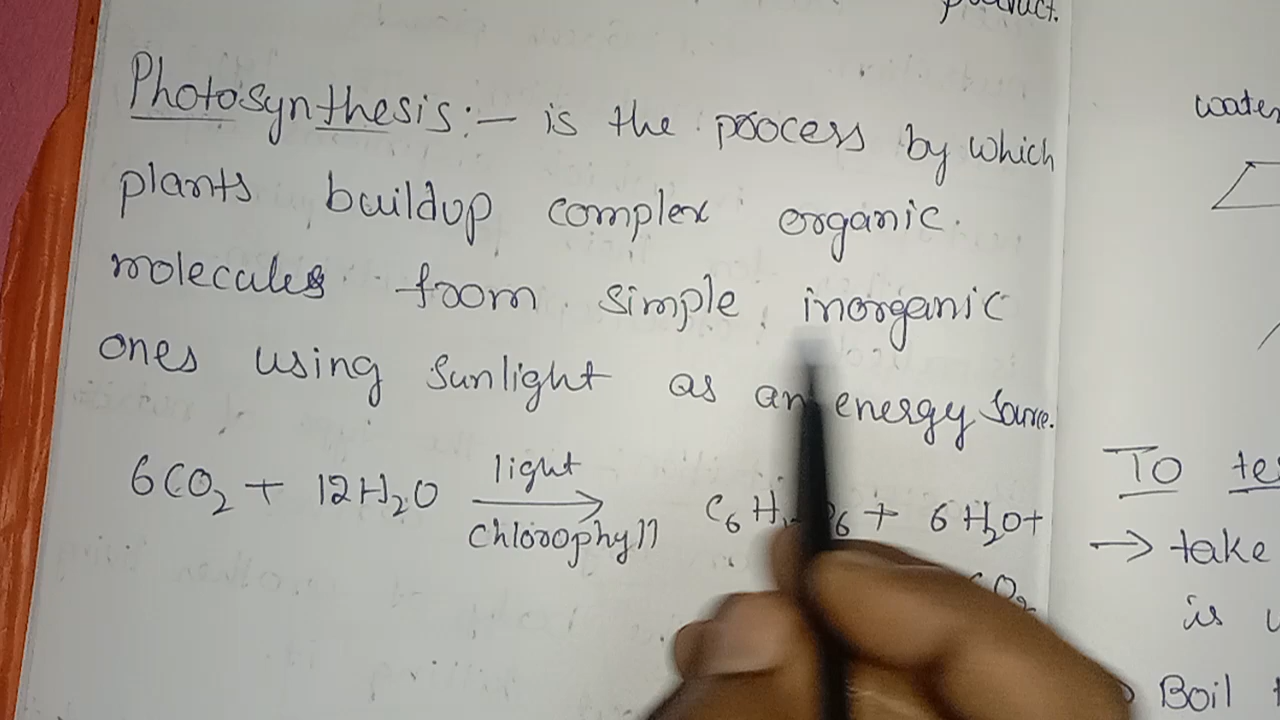 product.
Photosynthesis:- is the process by which
plants buildup complex organic
molecules from simple inorganic
ones using sunlight as an energy source.
6CO₂ + 12H₂O light → chlorophyll + 6H₂O +
water
To
→ take
is
Boil